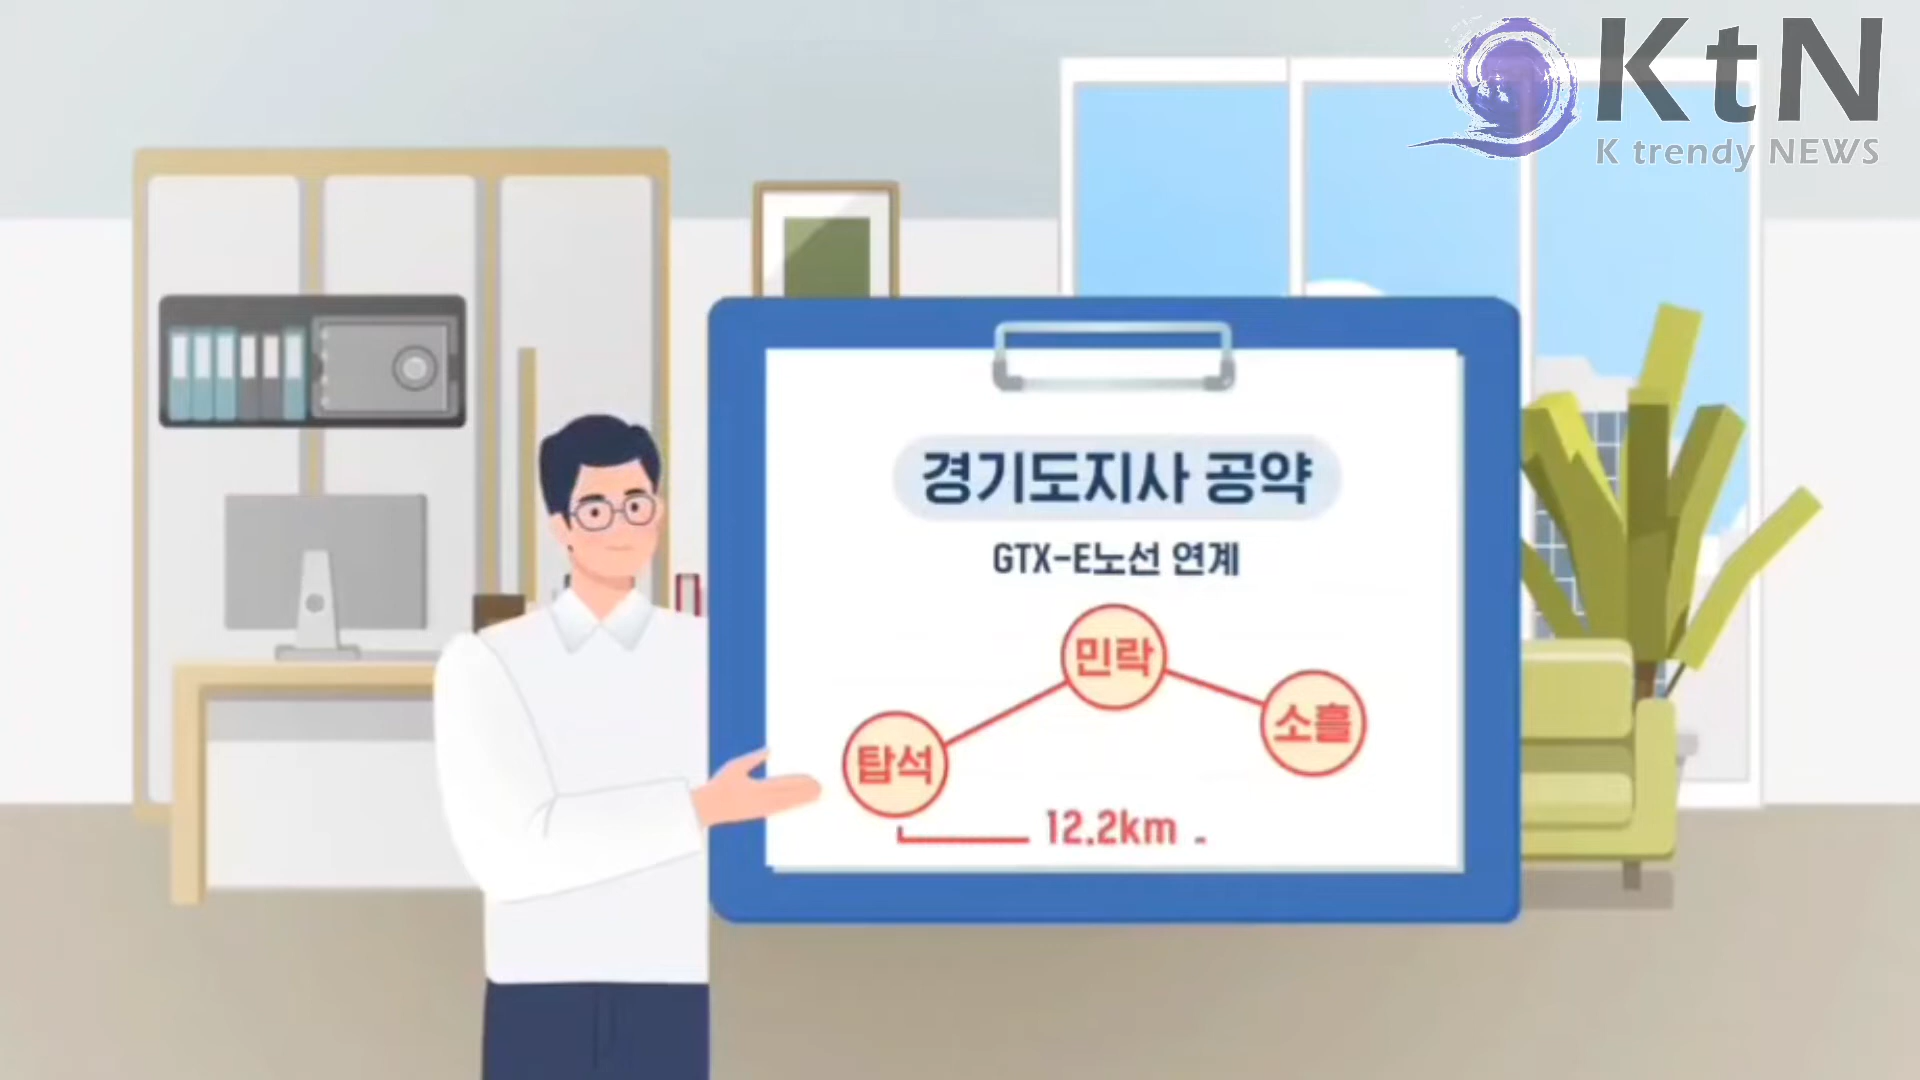 KtN
K trendy NEWS
경기도지사 공약
GTX-E노선 연계
민락
소흘
탑석
12.2km